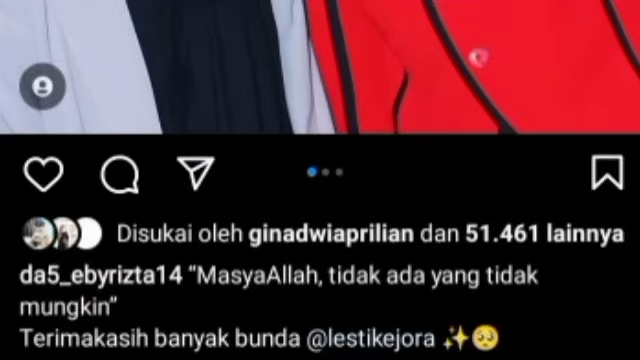 Disukai oleh ginadwiaprilian dan 51.461 lainnya
da5_ebyrizta14 “MasyaAllah, tidak ada yang tidak
mungkin”
Terimakasih banyak bunda @lestikejora ✨🥺